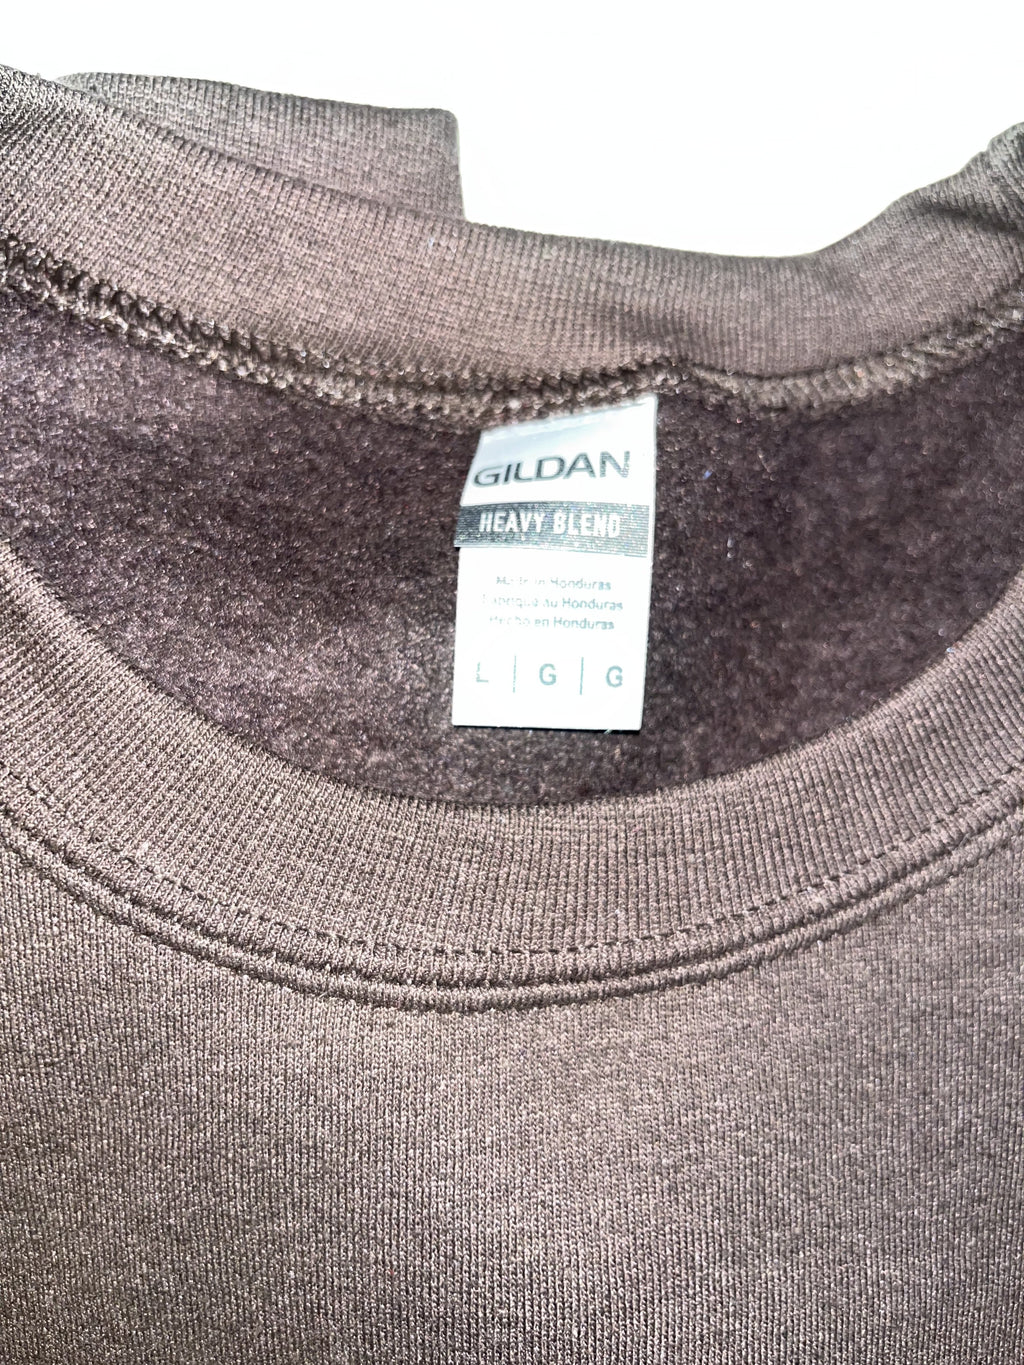 GILDAN
HEAVY BLEND
Made in Honduras
Fabriqué au Honduras
Hecho en Honduras
L | G | G